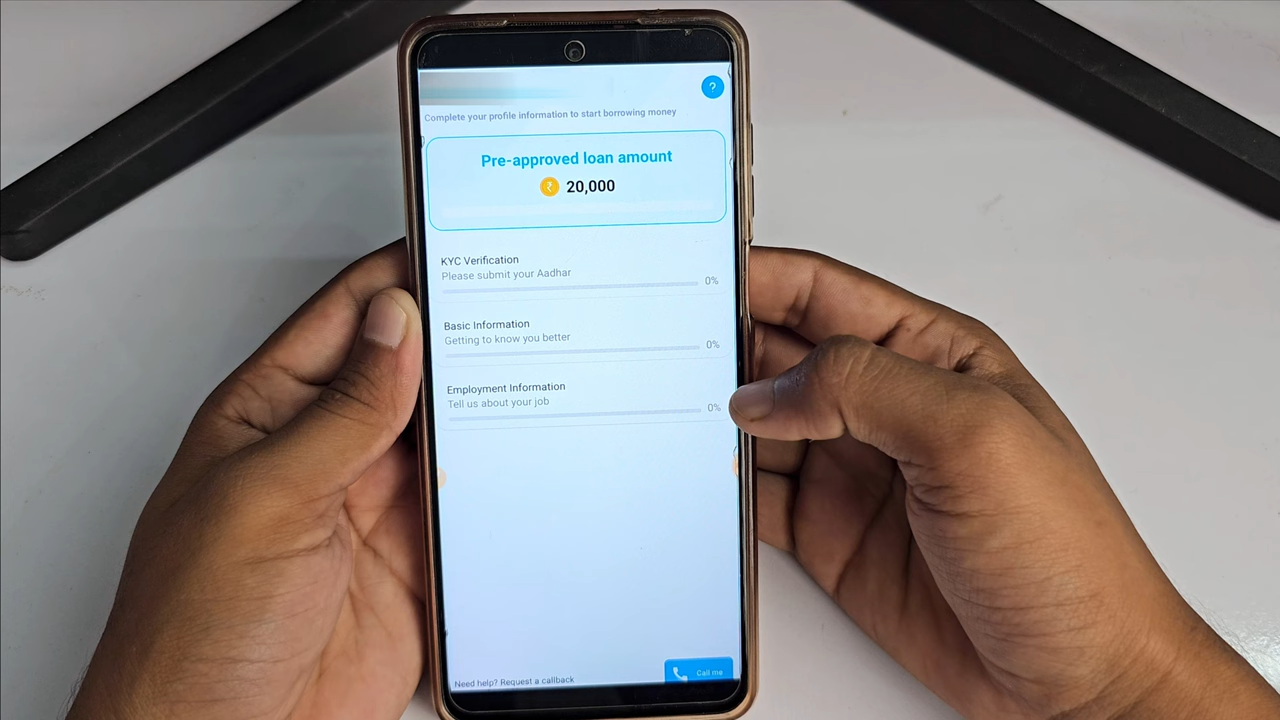 ?
Complete your profile information to start borrowing money
Pre-approved loan amount
₹ 20,000
KYC Verification
Please submit your Aadhar
0%
Basic Information
Getting to know you better
0%
Employment Information
Tell us about your job
0%
Need help? Request a callback
Call me